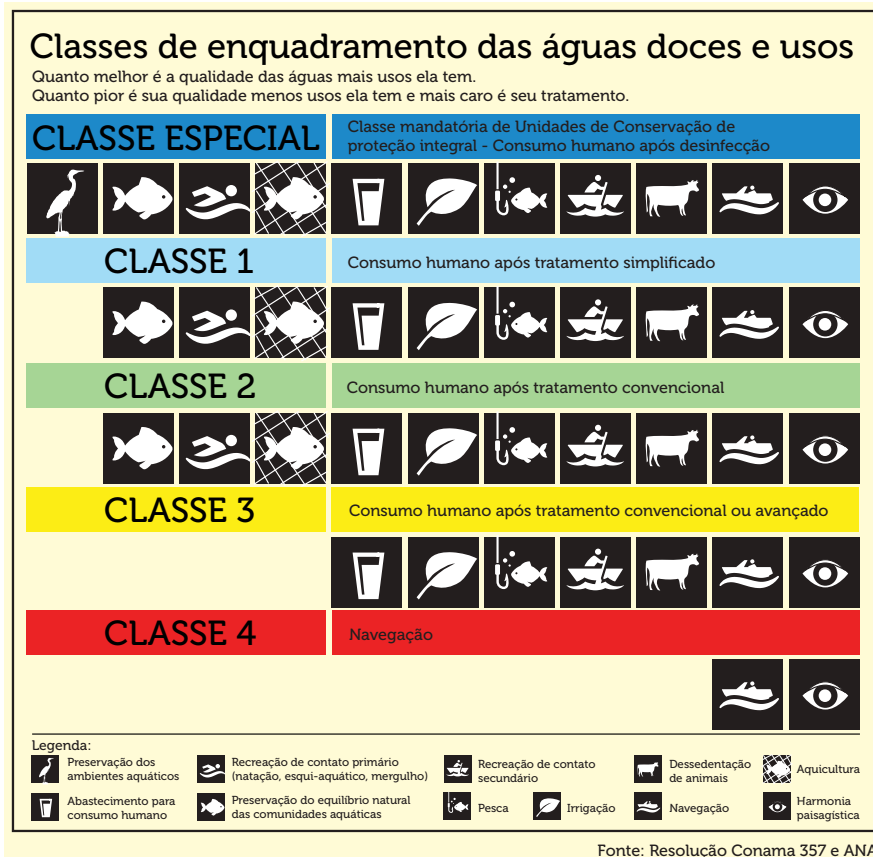 Classes de enquadramento das águas doces e usos
Quanto melhor é a qualidade das águas mais usos ela tem.
Quanto pior é sua qualidade menos usos ela tem e mais caro é seu tratamento.
CLASSE ESPECIAL
Classe mandatória de Unidades de Conservação de
proteção integral - Consumo humano após desinfecção
CLASSE 1
Consumo humano após tratamento simplificado
CLASSE 2
Consumo humano após tratamento convencional
CLASSE 3
Consumo humano após tratamento convencional ou avançado
CLASSE 4
Navegação
Legenda:
Preservação dos
ambientes aquáticos
Recreação de contato primário
(natação, esqui-aquático, mergulho)
Recreação de contato
secundário
Dessedentação
de animais
Aquicultura
Abastecimento para
consumo humano
Preservação do equilíbrio natural
das comunidades aquáticas
Pesca
Irrigação
Navegação
Harmonia
paisagística
Fonte: Resolução Conama 357 e ANA